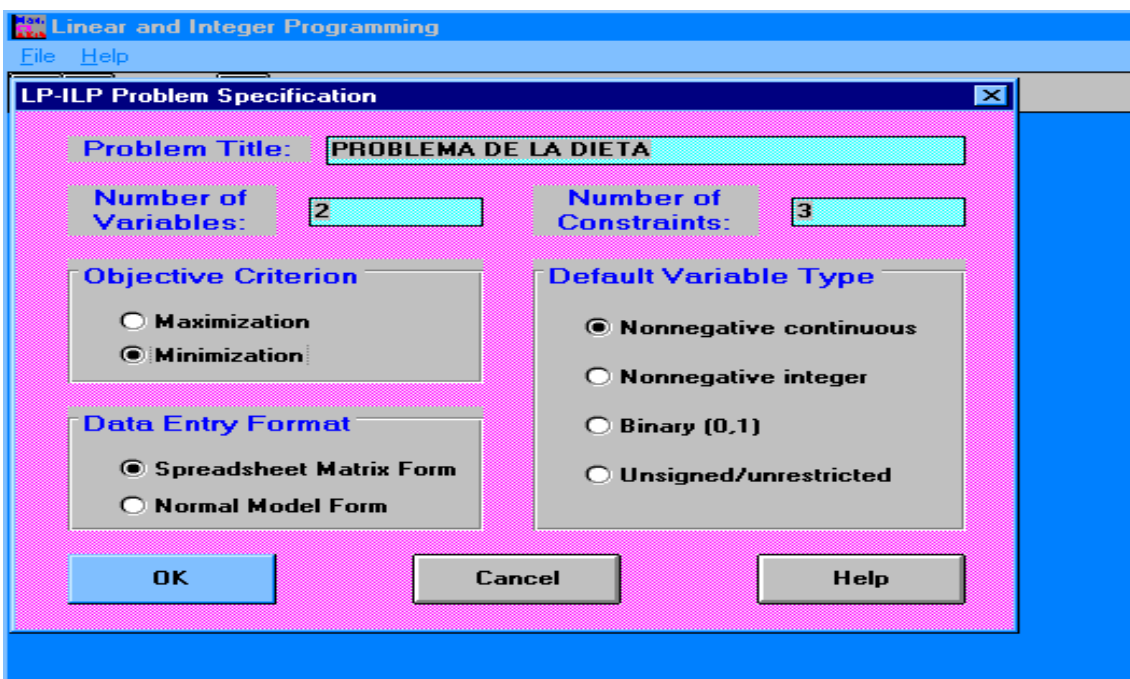 Linear and Integer Programming
File Help
LP-ILP Problem Specification
Problem Title: PROBLEMA DE LA DIETA
Number of Variables: 2
Number of Constraints: 3
Objective Criterion
Maximization
Minimization
Data Entry Format
Spreadsheet Matrix Form
Normal Model Form
Default Variable Type
Nonnegative continuous
Nonnegative integer
Binary (0,1)
Unsigned/unrestricted
OK Cancel Help